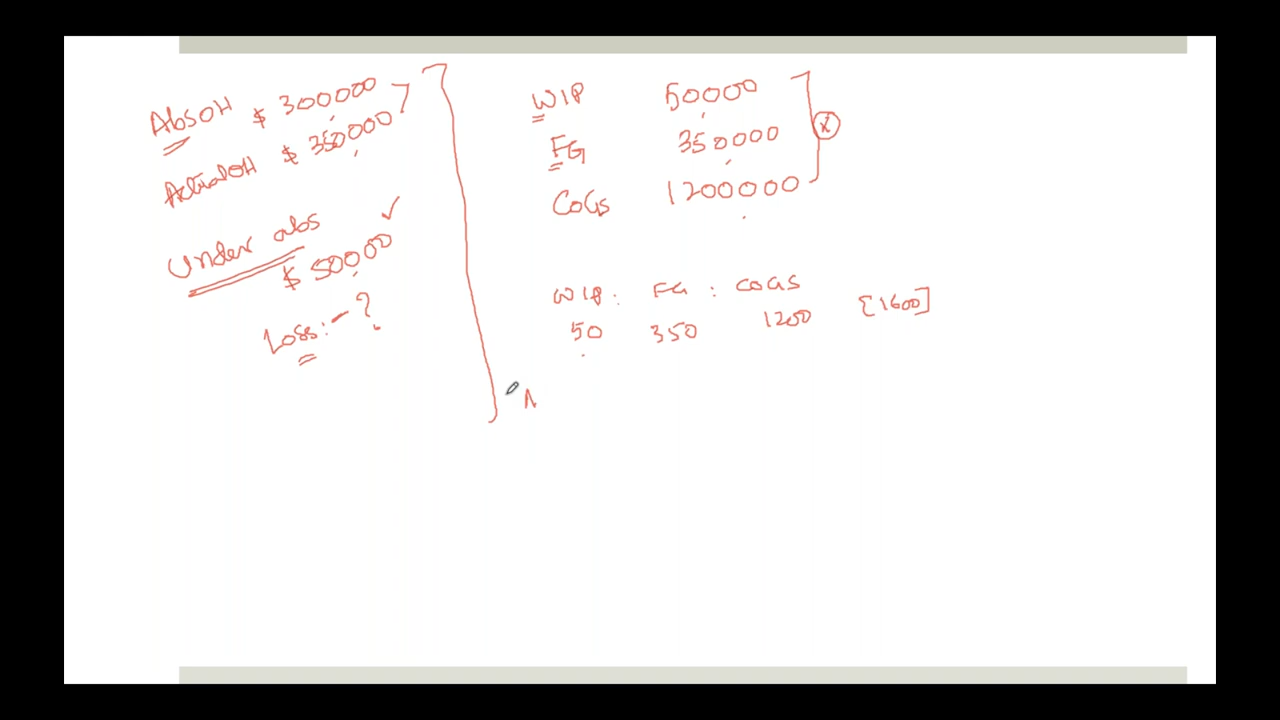 AbsOH $ 300000
ActualOH $ 350000
Under abs
$ 50000 ✓
Loss:- ?
WIP 50000
FG 350000
COGS 1200000
WIP : FG : COGS
50 350 1200 [1600]